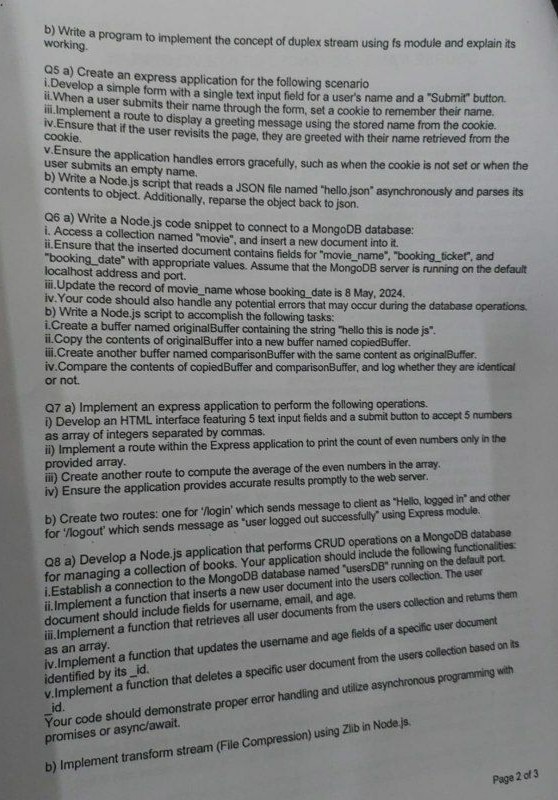 b) Write a program to implement the concept of duplex stream using fs module and explain its
working.
Q5 a) Create an express application for the following scenario
i.Develop a simple form with a single text input field for a user's name and a "Submit" button.
ii.When a user submits their name through the form, set a cookie to remember their name.
iii.Implement a route to display a greeting message using the stored name from the cookie.
iv.Ensure that if the user revisits the page, they are greeted with their name retrieved from the
cookie.
v.Ensure the application handles errors gracefully, such as when the cookie is not set or when the
user submits an empty name.
b) Write a Node.js script that reads a JSON file named "hello.json" asynchronously and parses its
contents to object. Additionally, reparse the object back to json.
Q6 a) Write a Node.js code snippet to connect to a MongoDB database:
i. Access a collection named "movie", and insert a new document into it.
ii.Ensure that the inserted document contains fields for "movie_name", "booking_ticket", and
"booking_date" with appropriate values. Assume that the MongoDB server is running on the default
localhost address and port.
iii.Update the record of movie_name whose booking_date is 8 May, 2024.
iv.Your code should also handle any potential errors that may occur during the database operations.
b) Write a Node.js script to accomplish the following tasks:
i.Create a buffer named originalBuffer containing the string "hello this is node js".
ii.Copy the contents of originalBuffer into a new buffer named copiedBuffer.
iii.Create another buffer named comparisonBuffer with the same content as originalBuffer.
iv.Compare the contents of copiedBuffer and comparisonBuffer, and log whether they are identical
or not.
Q7 a) Implement an express application to perform the following operations.
i) Develop an HTML interface featuring 5 text input fields and a submit button to accept 5 numbers
as array of integers separated by commas.
ii) Implement a route within the Express application to print the count of even numbers only in the
provided array.
iii) Create another route to compute the average of the even numbers in the array.
iv) Ensure the application provides accurate results promptly to the web server.
b) Create two routes: one for '/login' which sends message to client as "Hello, logged in" and other
for '/logout' which sends message as "user logged out successfully" using Express module.
Q8 a) Develop a Node.js application that performs CRUD operations on a MongoDB database
for managing a collection of books. Your application should include the following functionalities:
i.Establish a connection to the MongoDB database named "usersDB" running on the default port.
ii.Implement a function that inserts a new user document into the users collection. The user
document should include fields for username, email, and age.
iii.Implement a function that retrieves all user documents from the users collection and returns them
as an array.
iv.Implement a function that updates the username and age fields of a specific user document
identified by its _id.
v.Implement a function that deletes a specific user document from the users collection based on its
_id.
Your code should demonstrate proper error handling and utilize asynchronous programming with
promises or async/await.
b) Implement transform stream (File Compression) using Zlib in Node.js.
Page 2 of 3